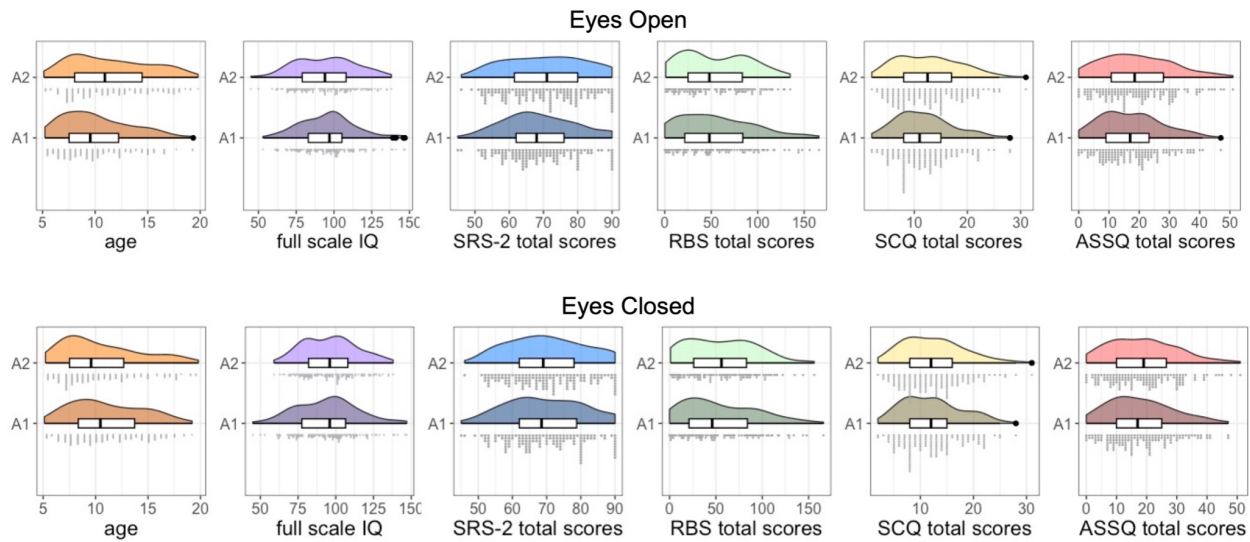 Eyes Open
A2
A1
5 10 15 20
age
A2
A1
50 75 100 125 150
full scale IQ
A2
A1
50 60 70 80 90
SRS-2 total scores
A2
A1
0 50 100 150
RBS total scores
A2
A1
10 20 30
SCQ total scores
A2
A1
0 10 20 30 40 50
ASSQ total scores
Eyes Closed
A2
A1
5 10 15 20
age
A2
A1
50 75 100 125 150
full scale IQ
A2
A1
50 60 70 80 90
SRS-2 total scores
A2
A1
0 50 100 150
RBS total scores
A2
A1
10 20 30
SCQ total scores
A2
A1
0 10 20 30 40 50
ASSQ total scores